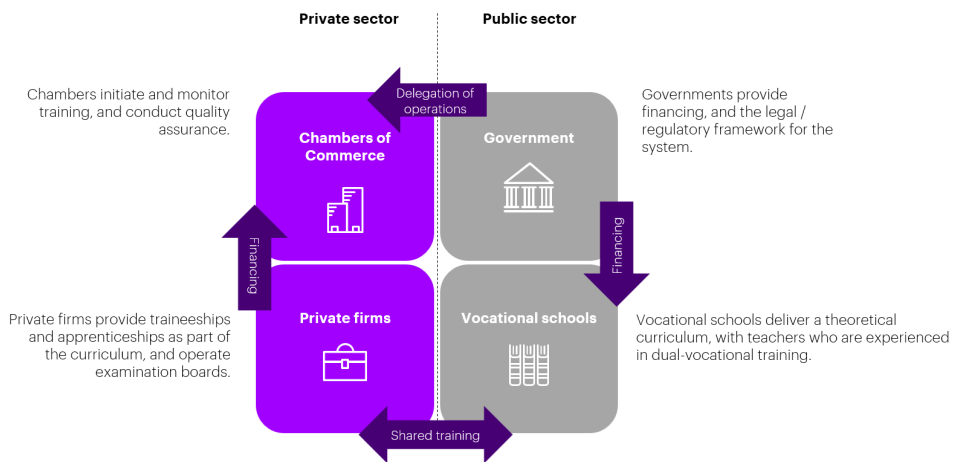 Private sector
Public sector
Chambers initiate and monitor
training, and conduct quality
assurance.
Delegation of
operations
Governments provide
financing, and the legal /
regulatory framework for the
system.
Chambers of
Commerce
Government
Financing
Financing
Private firms provide traineeships
and apprenticeships as part of
the curriculum, and operate
examination boards.
Private firms
Vocational schools
Vocational schools deliver a theoretical
curriculum, with teachers who are experienced
in dual-vocational training.
Shared training